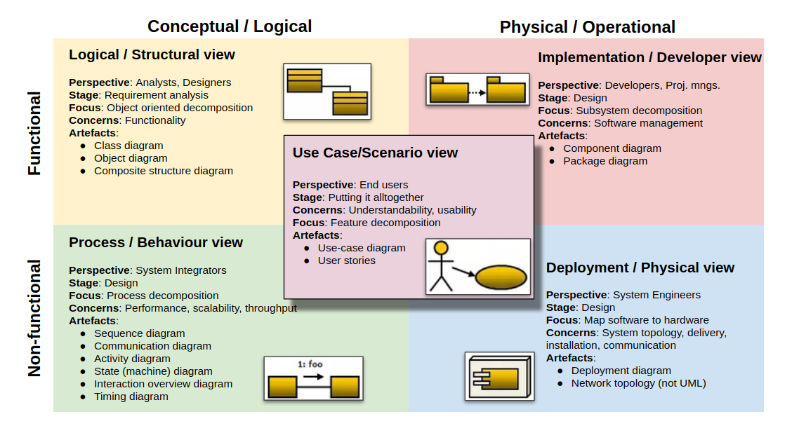 Conceptual / Logical
Physical / Operational
Functional
Non-functional
Logical / Structural view
Perspective: Analysts, Designers
Stage: Requirement analysis
Focus: Object oriented decomposition
Concerns: Functionality
Artefacts:
● Class diagram
● Object diagram
● Composite structure diagram
Implementation / Developer view
Perspective: Developers, Proj. mngs.
Stage: Design
Focus: Subsystem decomposition
Concerns: Software management
Artefacts:
● Component diagram
● Package diagram
Use Case/Scenario view
Perspective: End users
Stage: Putting it alltogether
Concerns: Understandability, usability
Focus: Feature decomposition
Artefacts:
● Use-case diagram
● User stories
Process / Behaviour view
Perspective: System Integrators
Stage: Design
Focus: Process decomposition
Concerns: Performance, scalability, throughput
Artefacts:
● Sequence diagram
● Communication diagram
● Activity diagram
● State (machine) diagram
● Interaction overview diagram
● Timing diagram
1: foo
Deployment / Physical view
Perspective: System Engineers
Stage: Design
Focus: Map software to hardware
Concerns: System topology, delivery,
installation, communication
Artefacts:
● Deployment diagram
● Network topology (not UML)